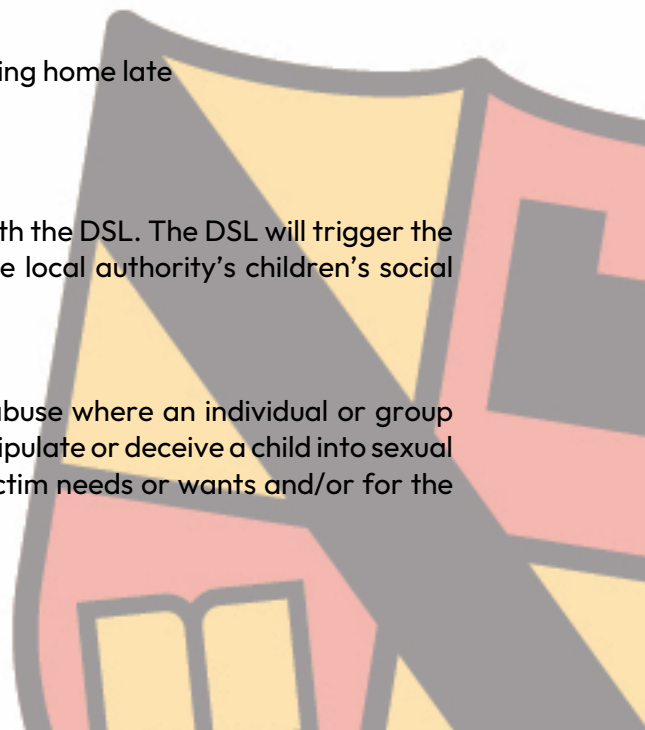 ing home late
th the DSL. The DSL will trigger the
e local authority’s children’s social
abuse where an individual or group
ipulate or deceive a child into sexual
ctim needs or wants and/or for the